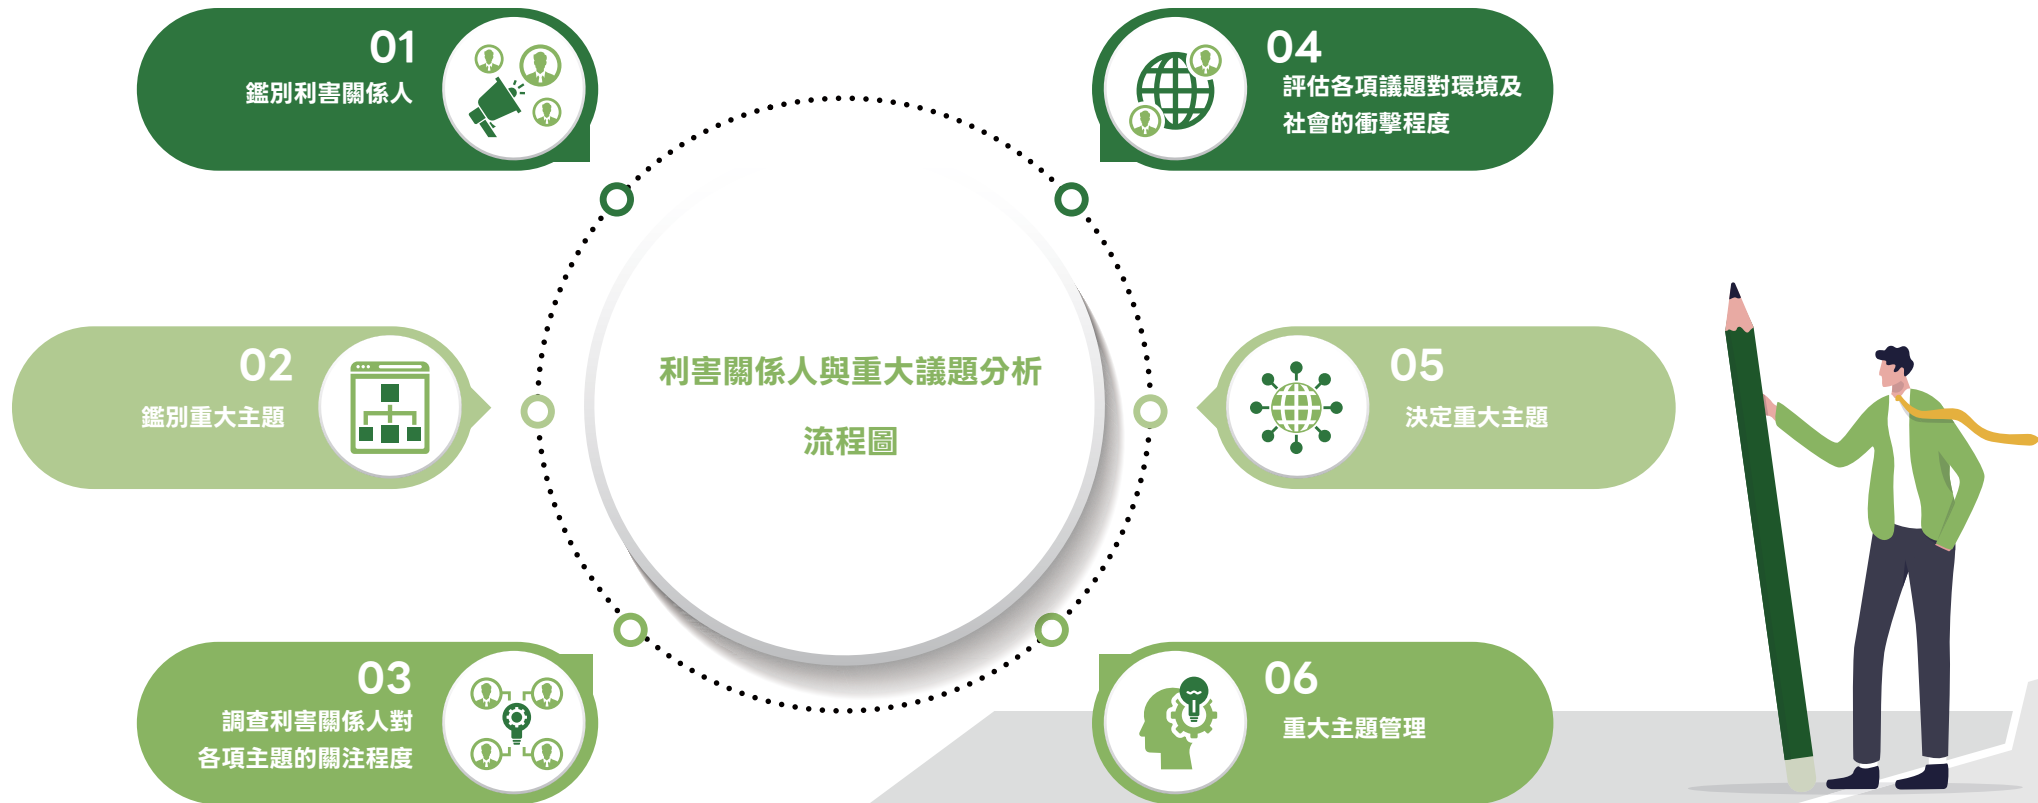 01
鑑別利害關係人
02
鑑別重大主題
03
調查利害關係人對
各項主題的關注程度
利害關係人與重大議題分析
流程圖
04
評估各項議題對環境及
社會的衝擊程度
05
決定重大主題
06
重大主題管理